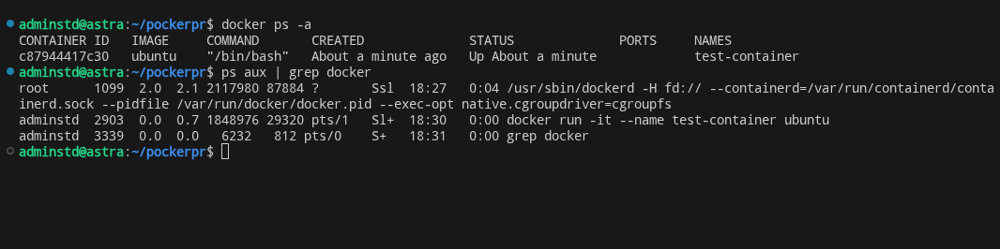 adminstd@astra:~/pockerpr$ docker ps -a
CONTAINER ID   IMAGE     COMMAND       CREATED              STATUS              PORTS     NAMES
c87944417c30   ubuntu    "/bin/bash"   About a minute ago   Up About a minute             test-container
adminstd@astra:~/pockerpr$ ps aux | grep docker
root      1099  2.0  2.1 2117980 87884 ?       Ssl  18:27   0:04 /usr/sbin/dockerd -H fd:// --containerd=/var/run/containerd/conta
inerd.sock --pidfile /var/run/docker/docker.pid --exec-opt native.cgroupdriver=cgroupfs
adminstd  2903  0.0  0.7 1848976 29320 pts/1   Sl+  18:30   0:00 docker run -it --name test-container ubuntu
adminstd  3339  0.0  0.0   6232   812 pts/0    S+   18:31   0:00 grep docker
adminstd@astra:~/pockerpr$